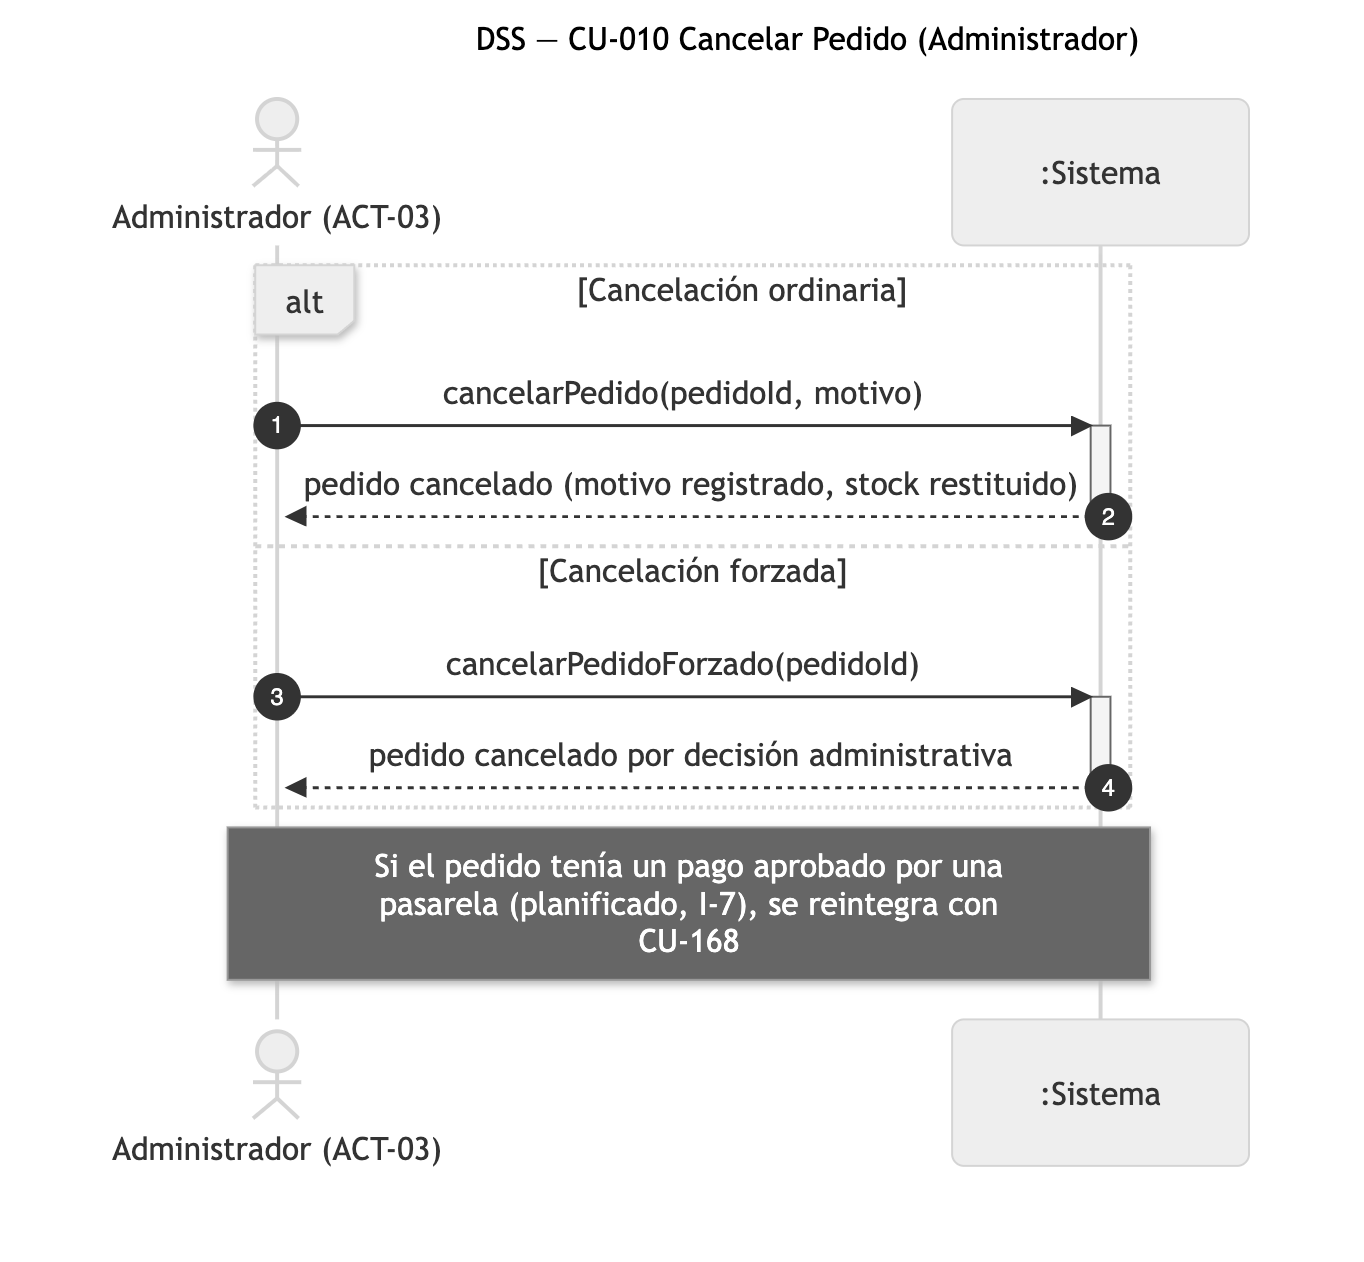 DSS — CU-010 Cancelar Pedido (Administrador)
Administrador (ACT-03)
:Sistema
alt
[Cancelación ordinaria]
cancelarPedido(pedidoId, motivo)
1
pedido cancelado (motivo registrado, stock restituido)
2
[Cancelación forzada]
cancelarPedidoForzado(pedidoId)
3
pedido cancelado por decisión administrativa
4
Si el pedido tenía un pago aprobado por una
pasarela (planificado, I-7), se reintegra con
CU-168
Administrador (ACT-03)
:Sistema